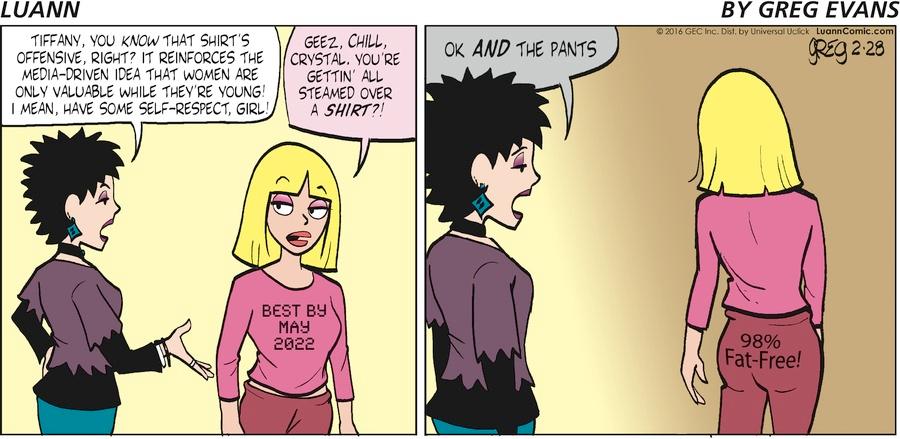 LUANN
BY GREG EVANS
TIFFANY, YOU KNOW THAT SHIRT'S
OFFENSIVE, RIGHT? IT REINFORCES THE
MEDIA-DRIVEN IDEA THAT WOMEN ARE
ONLY VALUABLE WHILE THEY'RE YOUNG!
I MEAN, HAVE SOME SELF-RESPECT, GIRL!
GEEZ, CHILL,
CRYSTAL. YOU'RE
GETTIN' ALL
STEAMED OVER
A SHIRT?!
BEST BY
MAY
2022
© 2016 GEC Inc. Dist. by Universal Uclick LuannComic.com
GREG 2·28
OK AND THE PANTS
98%
Fat-Free!